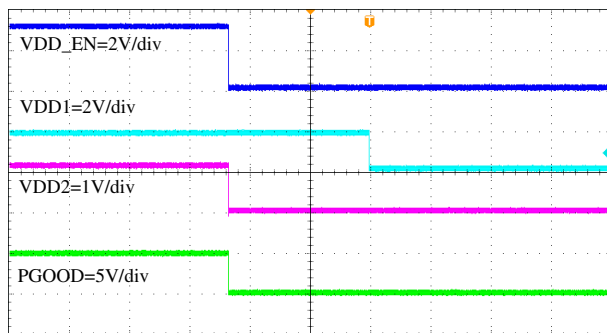 T
VDD_EN=2V/div
VDD1=2V/div
VDD2=1V/div
PGOOD=5V/div